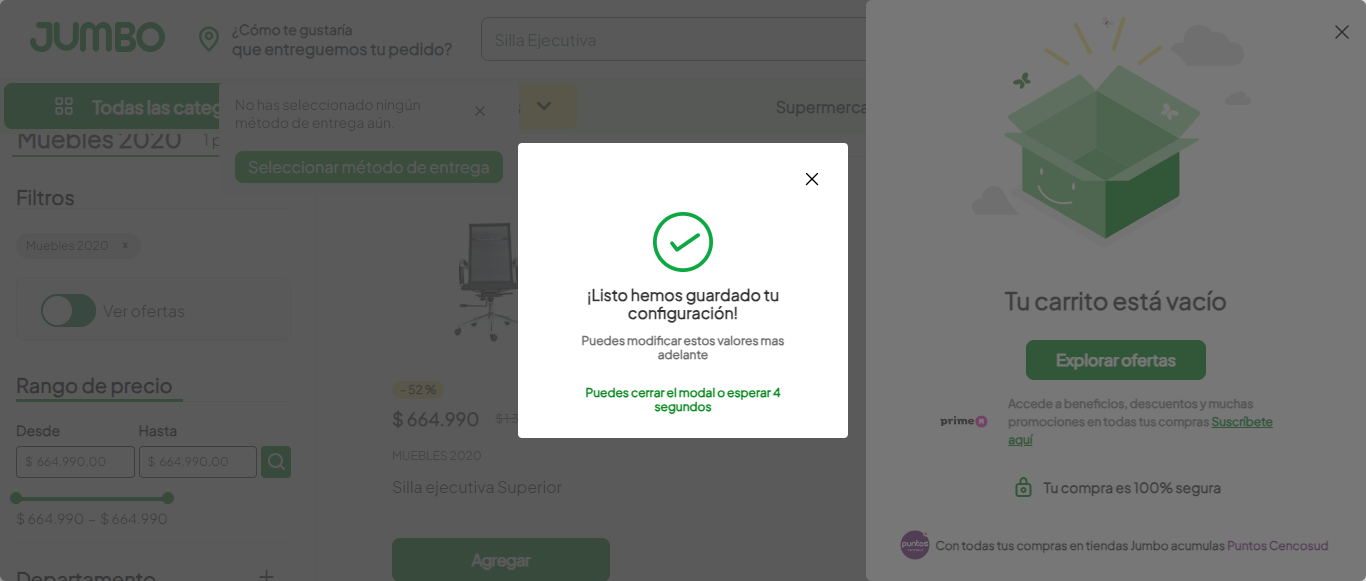 JUMBO
¿Cómo te gustaría
que entreguemos tu pedido?
Silla Ejecutiva
Todas las categ
No has seleccionado ningún
método de entrega aún.
Seleccionar método de entrega
Supermerca
Muebles 2020
Filtros
Muebles 2020 x
Ver ofertas
Rango de precio
Desde Hasta
$ 664.990,00 $ 664.990,00
$ 664.990 – $ 664.990
Departamento +
-52%
$ 664.990
MUEBLES 2020
Silla ejecutiva Superior
Agregar
¡Listo hemos guardado tu
configuración!
Puedes modificar estos valores mas
adelante
Puedes cerrar el modal o esperar 4
segundos
Tu carrito está vacío
Explorar ofertas
prime
Accede a beneficios, descuentos y muchas
promociones en todas tus compras Suscríbete
aquí
Tu compra es 100% segura
puntos
Con todas tus compras en tiendas Jumbo acumulas Puntos Cencosud